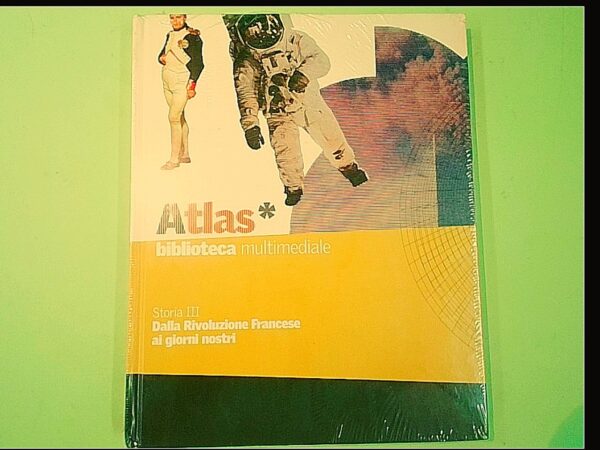 Atlas*
biblioteca multimediale
Storia III
Dalla Rivoluzione Francese
ai giorni nostri